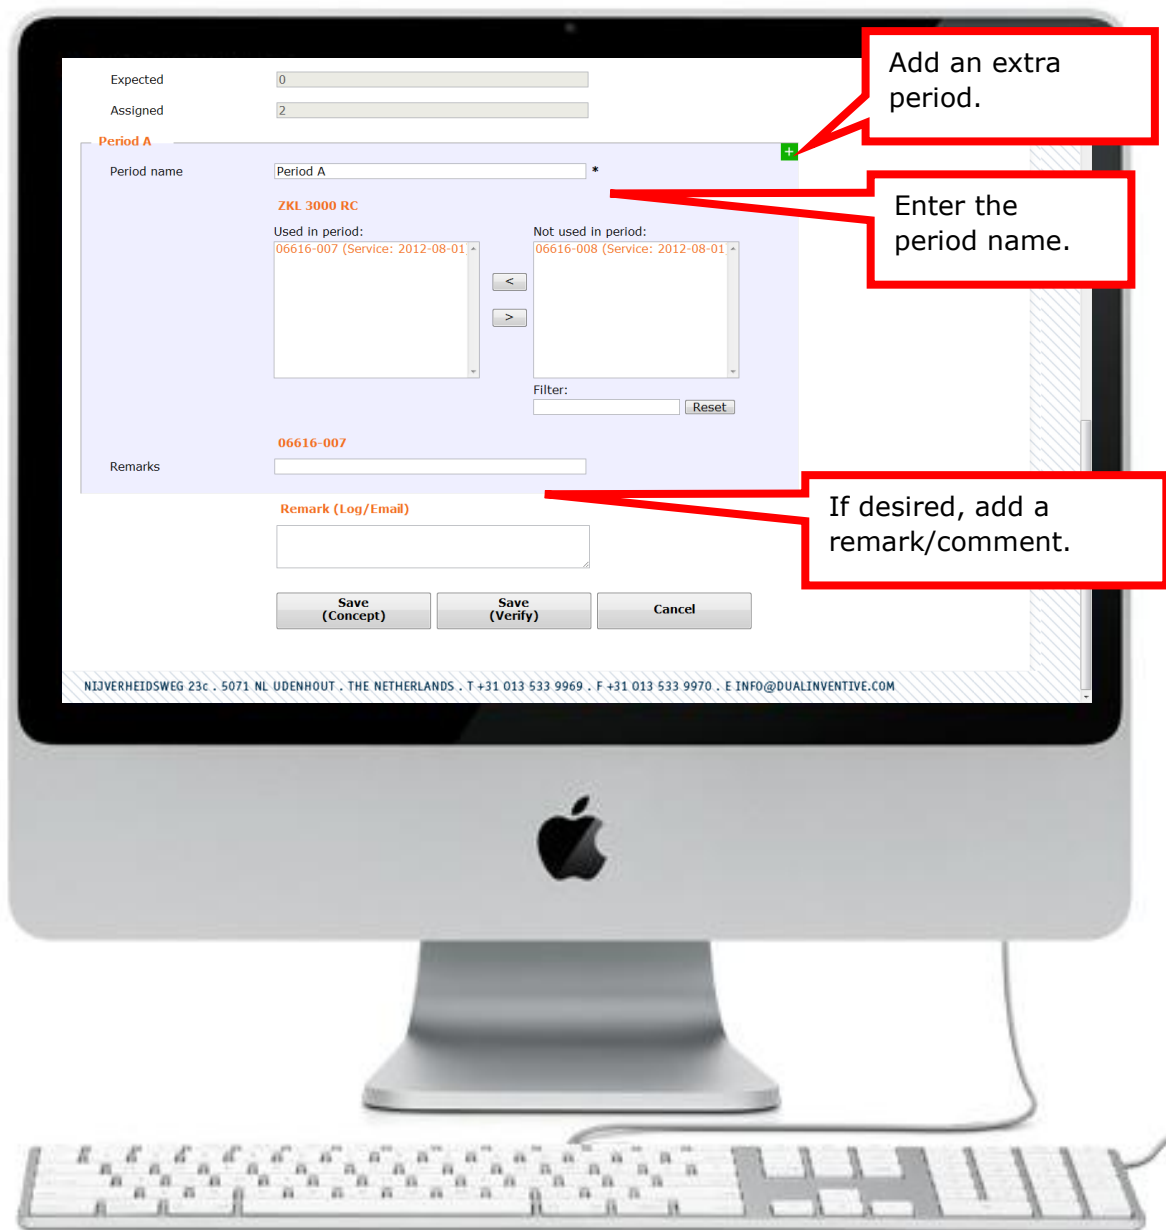 Expected
0
Add an extra
period.
Assigned
2
Period A
+
Period name
Period A
*
Enter the
period name.
ZKL 3000 RC
Used in period:
Not used in period:
06616-007 (Service: 2012-08-01
06616-008 (Service: 2012-08-01
<
>
Filter:
Reset
06616-007
Remarks
If desired, add a
remark/comment.
Remark (Log/Email)
Save
(Concept)
Save
(Verify)
Cancel
NIJVERHEIDSWEG 23c . 5071 NL UDENHOUT . THE NETHERLANDS . T +31 013 533 9969 . F +31 013 533 9970 . E INFO@DUALINVENTIVE.COM